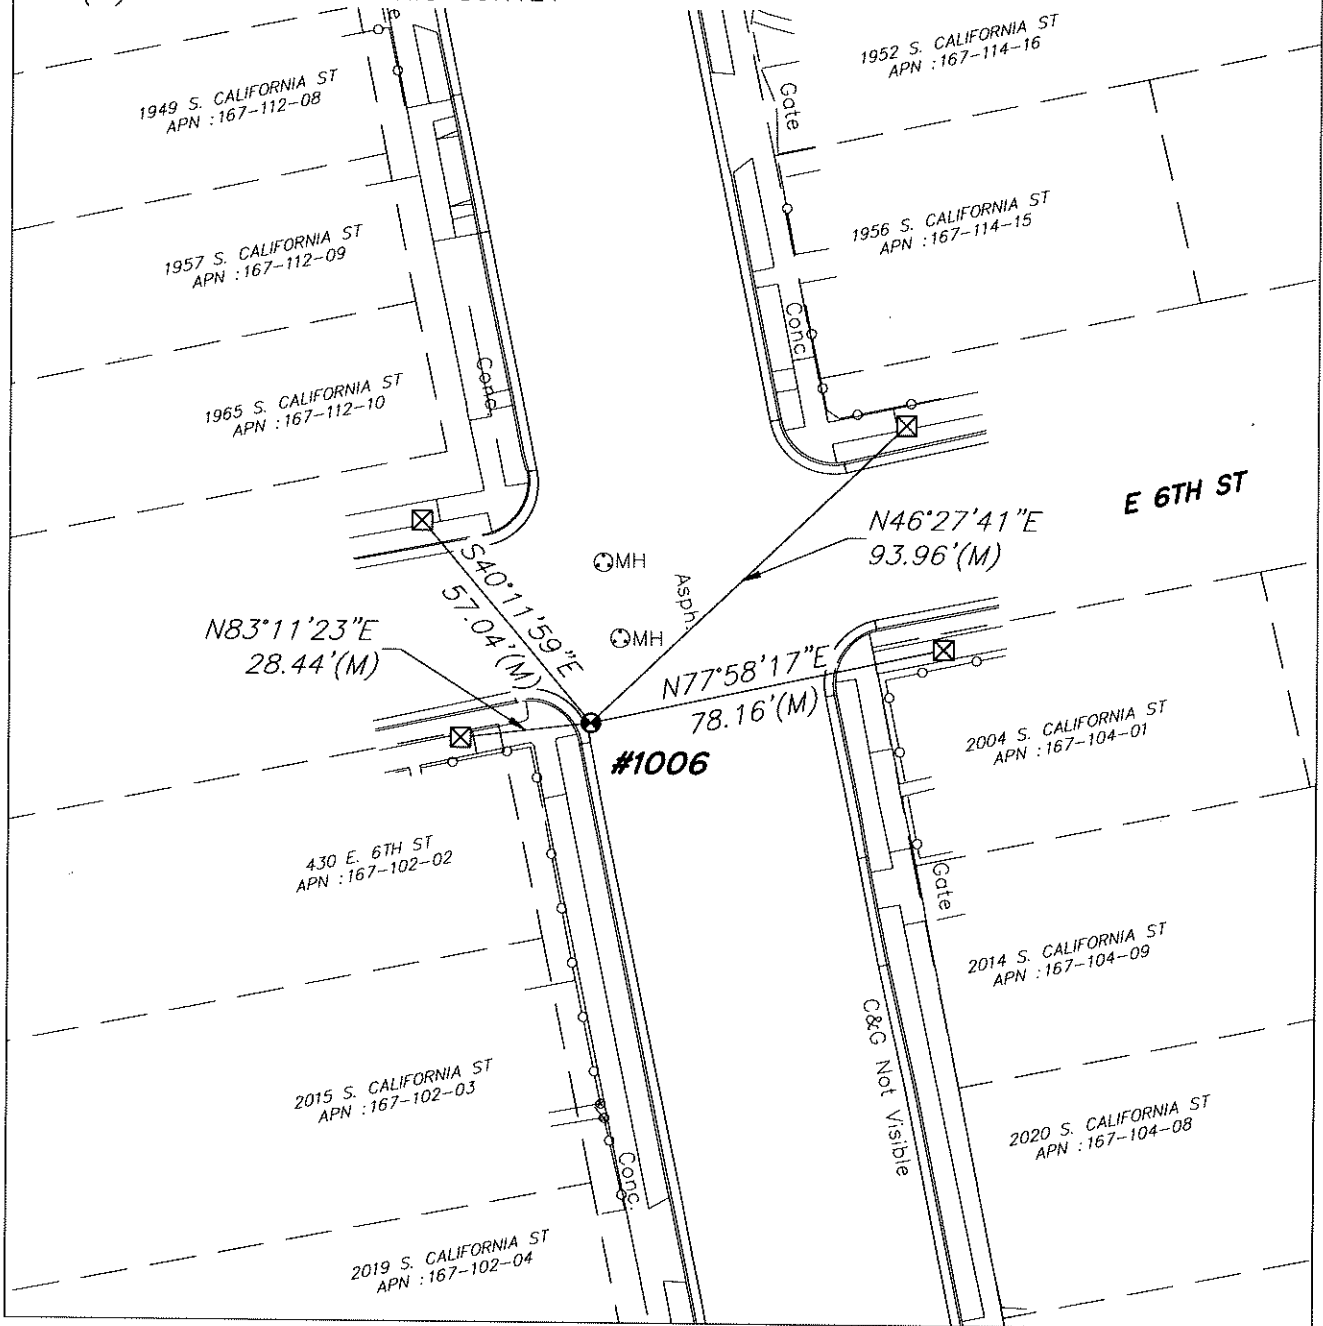 1949 S. CALIFORNIA ST
APN :167-112-08
1952 S. CALIFORNIA ST
APN :167-114-16
Gate
1957 S. CALIFORNIA ST
APN :167-112-09
1956 S. CALIFORNIA ST
APN :167-114-15
Conc
Conc
1965 S. CALIFORNIA ST
APN :167-112-10
E 6TH ST
N46°27'41"E
93.96'(M)
MH
Asph.
MH
S40°11'59"E
57.04'(M)
N83°11'23"E
28.44'(M)
N77°58'17"E
78.16'(M)
#1006
2004 S. CALIFORNIA ST
APN :167-104-01
430 E. 6TH ST
APN :167-102-02
Gate
2014 S. CALIFORNIA ST
APN :167-104-09
C&G Not Visible
2015 S. CALIFORNIA ST
APN :167-102-03
2020 S. CALIFORNIA ST
APN :167-104-08
Conc.
2019 S. CALIFORNIA ST
APN :167-102-04